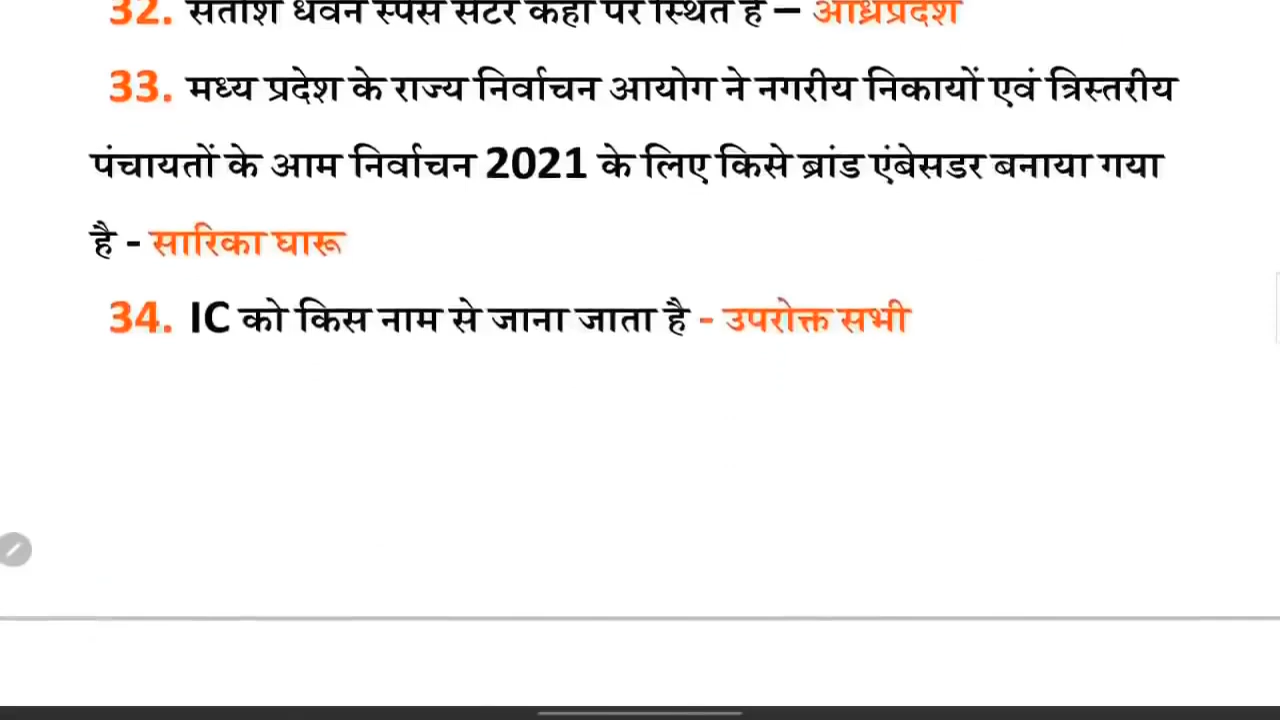 32. सतीश धवन स्पेस सेंटर कहाँ पर स्थित है – आंध्रप्रदेश
33. मध्य प्रदेश के राज्य निर्वाचन आयोग ने नगरीय निकायों एवं त्रिस्तरीय
पंचायतों के आम निर्वाचन 2021 के लिए किसे ब्रांड एंबेसडर बनाया गया
है - सारिका घारू
34. IC को किस नाम से जाना जाता है - उपरोक्त सभी